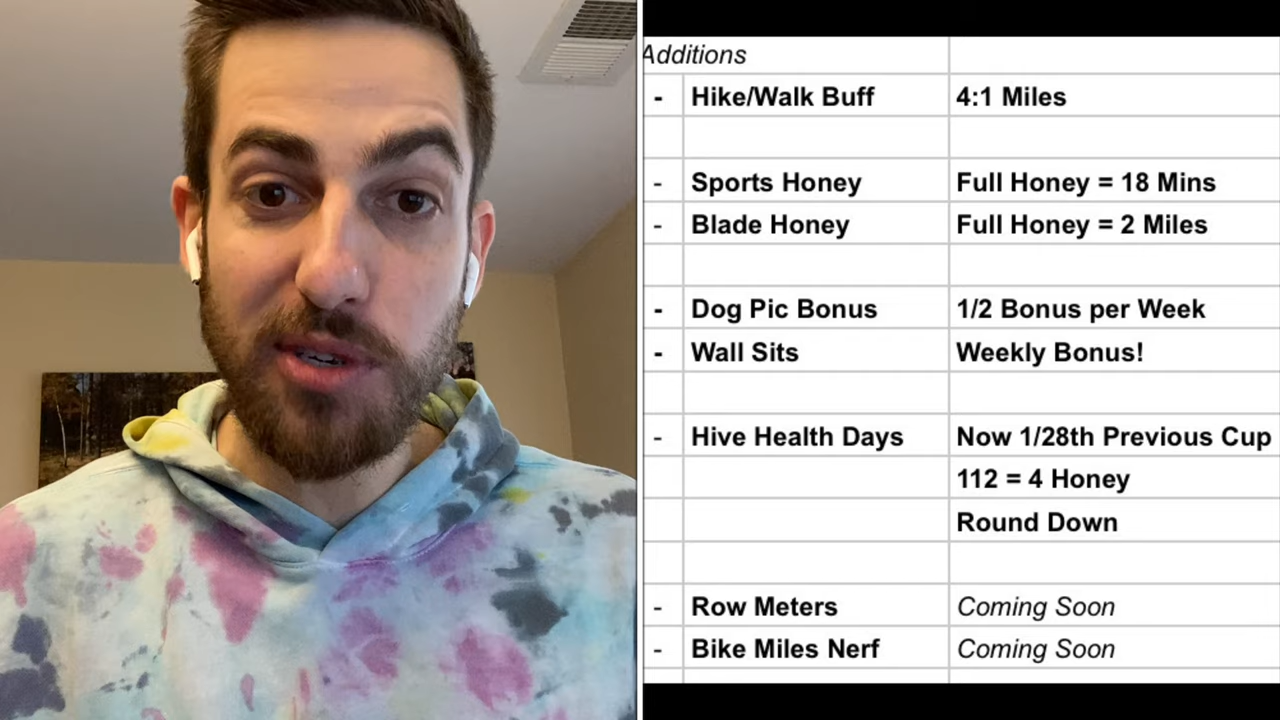 Additions
- Hike/Walk Buff 4:1 Miles
- Sports Honey Full Honey = 18 Mins
- Blade Honey Full Honey = 2 Miles
- Dog Pic Bonus 1/2 Bonus per Week
- Wall Sits Weekly Bonus!
- Hive Health Days Now 1/28th Previous Cup
112 = 4 Honey
Round Down
- Row Meters Coming Soon
- Bike Miles Nerf Coming Soon